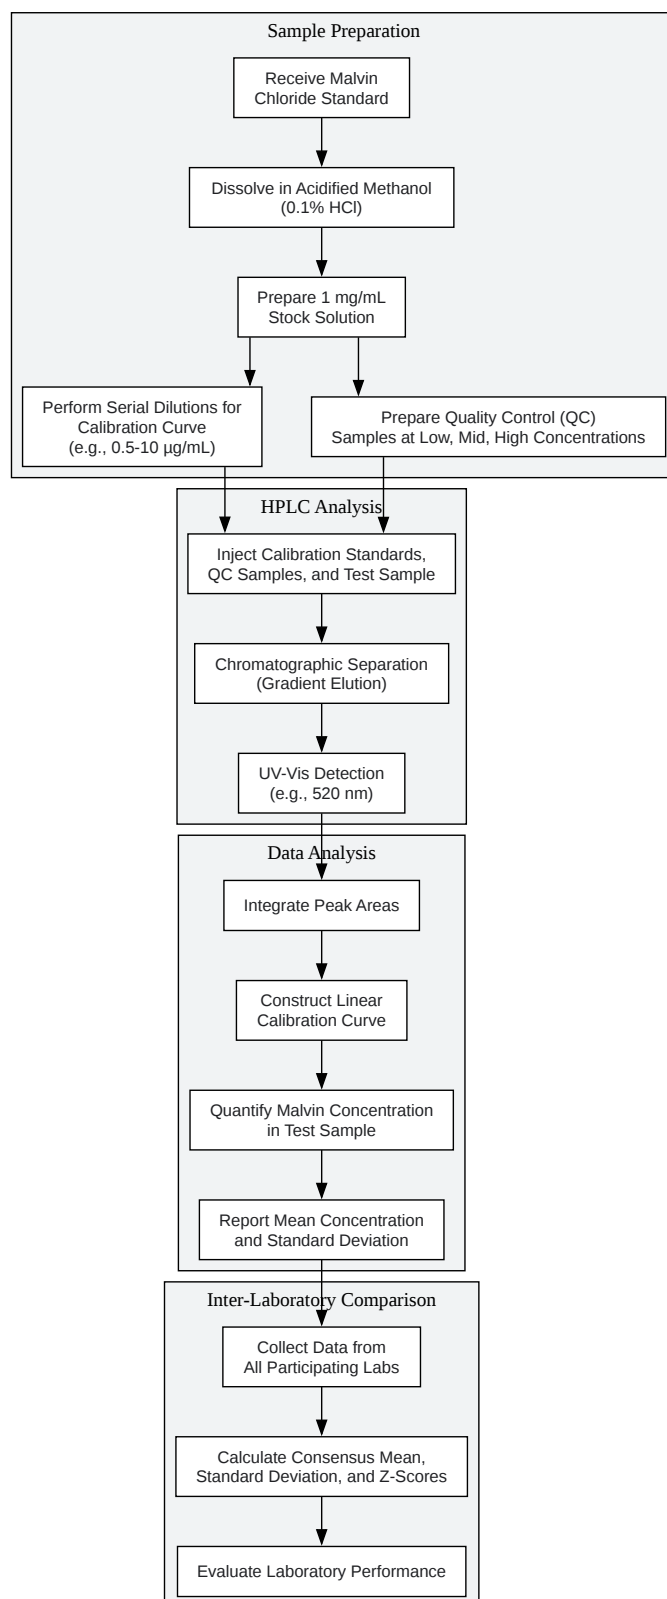 Sample Preparation
Receive Malvin
Chloride Standard
Dissolve in Acidified Methanol
(0.1% HCl)
Prepare 1 mg/mL
Stock Solution
Perform Serial Dilutions for
Calibration Curve
(e.g., 0.5-10 µg/mL)
Prepare Quality Control (QC)
Samples at Low, Mid, High Concentrations
HPLC Analysis
Inject Calibration Standards,
QC Samples, and Test Sample
Chromatographic Separation
(Gradient Elution)
UV-Vis Detection
(e.g., 520 nm)
Data Analysis
Integrate Peak Areas
Construct Linear
Calibration Curve
Quantify Malvin Concentration
in Test Sample
Report Mean Concentration
and Standard Deviation
Inter-Laboratory Comparison
Collect Data from
All Participating Labs
Calculate Consensus Mean,
Standard Deviation, and Z-Scores
Evaluate Laboratory Performance